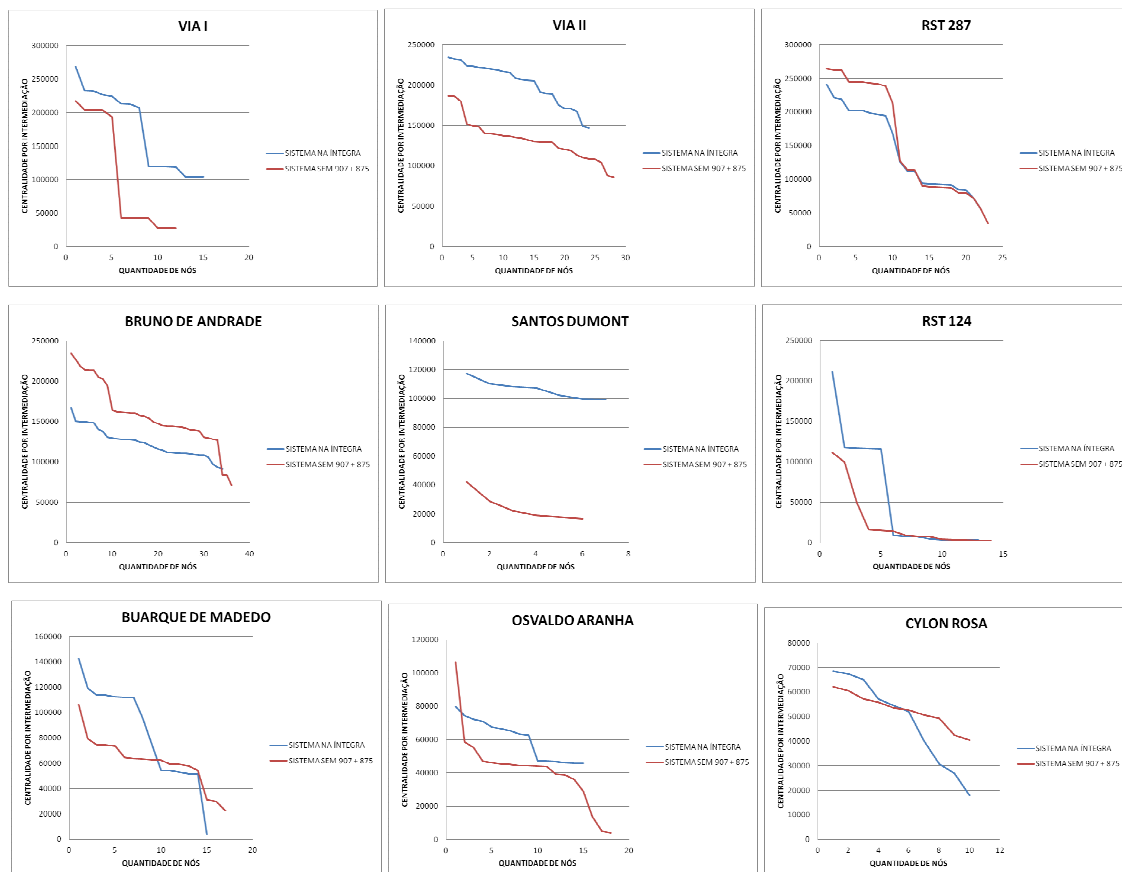 VIA I
CENTRALIDADE POR INTERMEDIAÇÃO
300000
250000
200000
150000
100000
50000
0
0 5 10 15 20
QUANTIDADE DE NÓS
SISTEMA NA ÍNTEGRA
SISTEMA SEM 907 + 875
VIA II
CENTRALIDADE POR INTERMEDIAÇÃO
250000
200000
150000
100000
50000
0
0 5 10 15 20 25 30
QUANTIDADE DE NÓS
SISTEMA NA ÍNTEGRA
SISTEMA SEM 907 + 875
RST 287
CENTRALIDADE POR INTERMEDIAÇÃO
300000
250000
200000
150000
100000
50000
0
0 5 10 15 20 25
QUANTIDADE DE NÓS
SISTEMA NA ÍNTEGRA
SISTEMA SEM 907 + 875
BRUNO DE ANDRADE
CENTRALIDADE POR INTERMEDIAÇÃO
250000
200000
150000
100000
50000
0
0 10 20 30 40
QUANTIDADE DE NÓS
SISTEMA NA ÍNTEGRA
SISTEMA SEM 907 + 875
SANTOS DUMONT
CENTRALIDADE POR INTERMEDIAÇÃO
140000
120000
100000
80000
60000
40000
20000
0
0 2 4 6 8
QUANTIDADE DE NÓS
SISTEMA NA ÍNTEGRA
SISTEMA SEM 907 + 875
RST 124
CENTRALIDADE POR INTERMEDIAÇÃO
250000
200000
150000
100000
50000
0
0 5 10 15
QUANTIDADE DE NÓS
SISTEMA NA ÍNTEGRA
SISTEMA SEM 907 + 875
BUARQUE DE MADEDO
CENTRALIDADE POR INTERMEDIAÇÃO
160000
140000
120000
100000
80000
60000
40000
20000
0
0 5 10 15 20
QUANTIDADE DE NÓS
SISTEMA NA ÍNTEGRA
SISTEMA SEM 907 + 875
OSVALDO ARANHA
CENTRALIDADE POR INTERMEDIAÇÃO
120000
100000
80000
60000
40000
20000
0
0 5 10 15 20
QUANTIDADE DE NÓS
SISTEMA NA ÍNTEGRA
SISTEMA SEM 907 + 875
CYLON ROSA
CENTRALIDADE POR INTERMEDIAÇÃO
80000
70000
60000
50000
40000
30000
20000
10000
0
0 2 4 6 8 10 12
QUANTIDADE DE NÓS
SISTEMA NA ÍNTEGRA
SISTEMA SEM 907 + 875